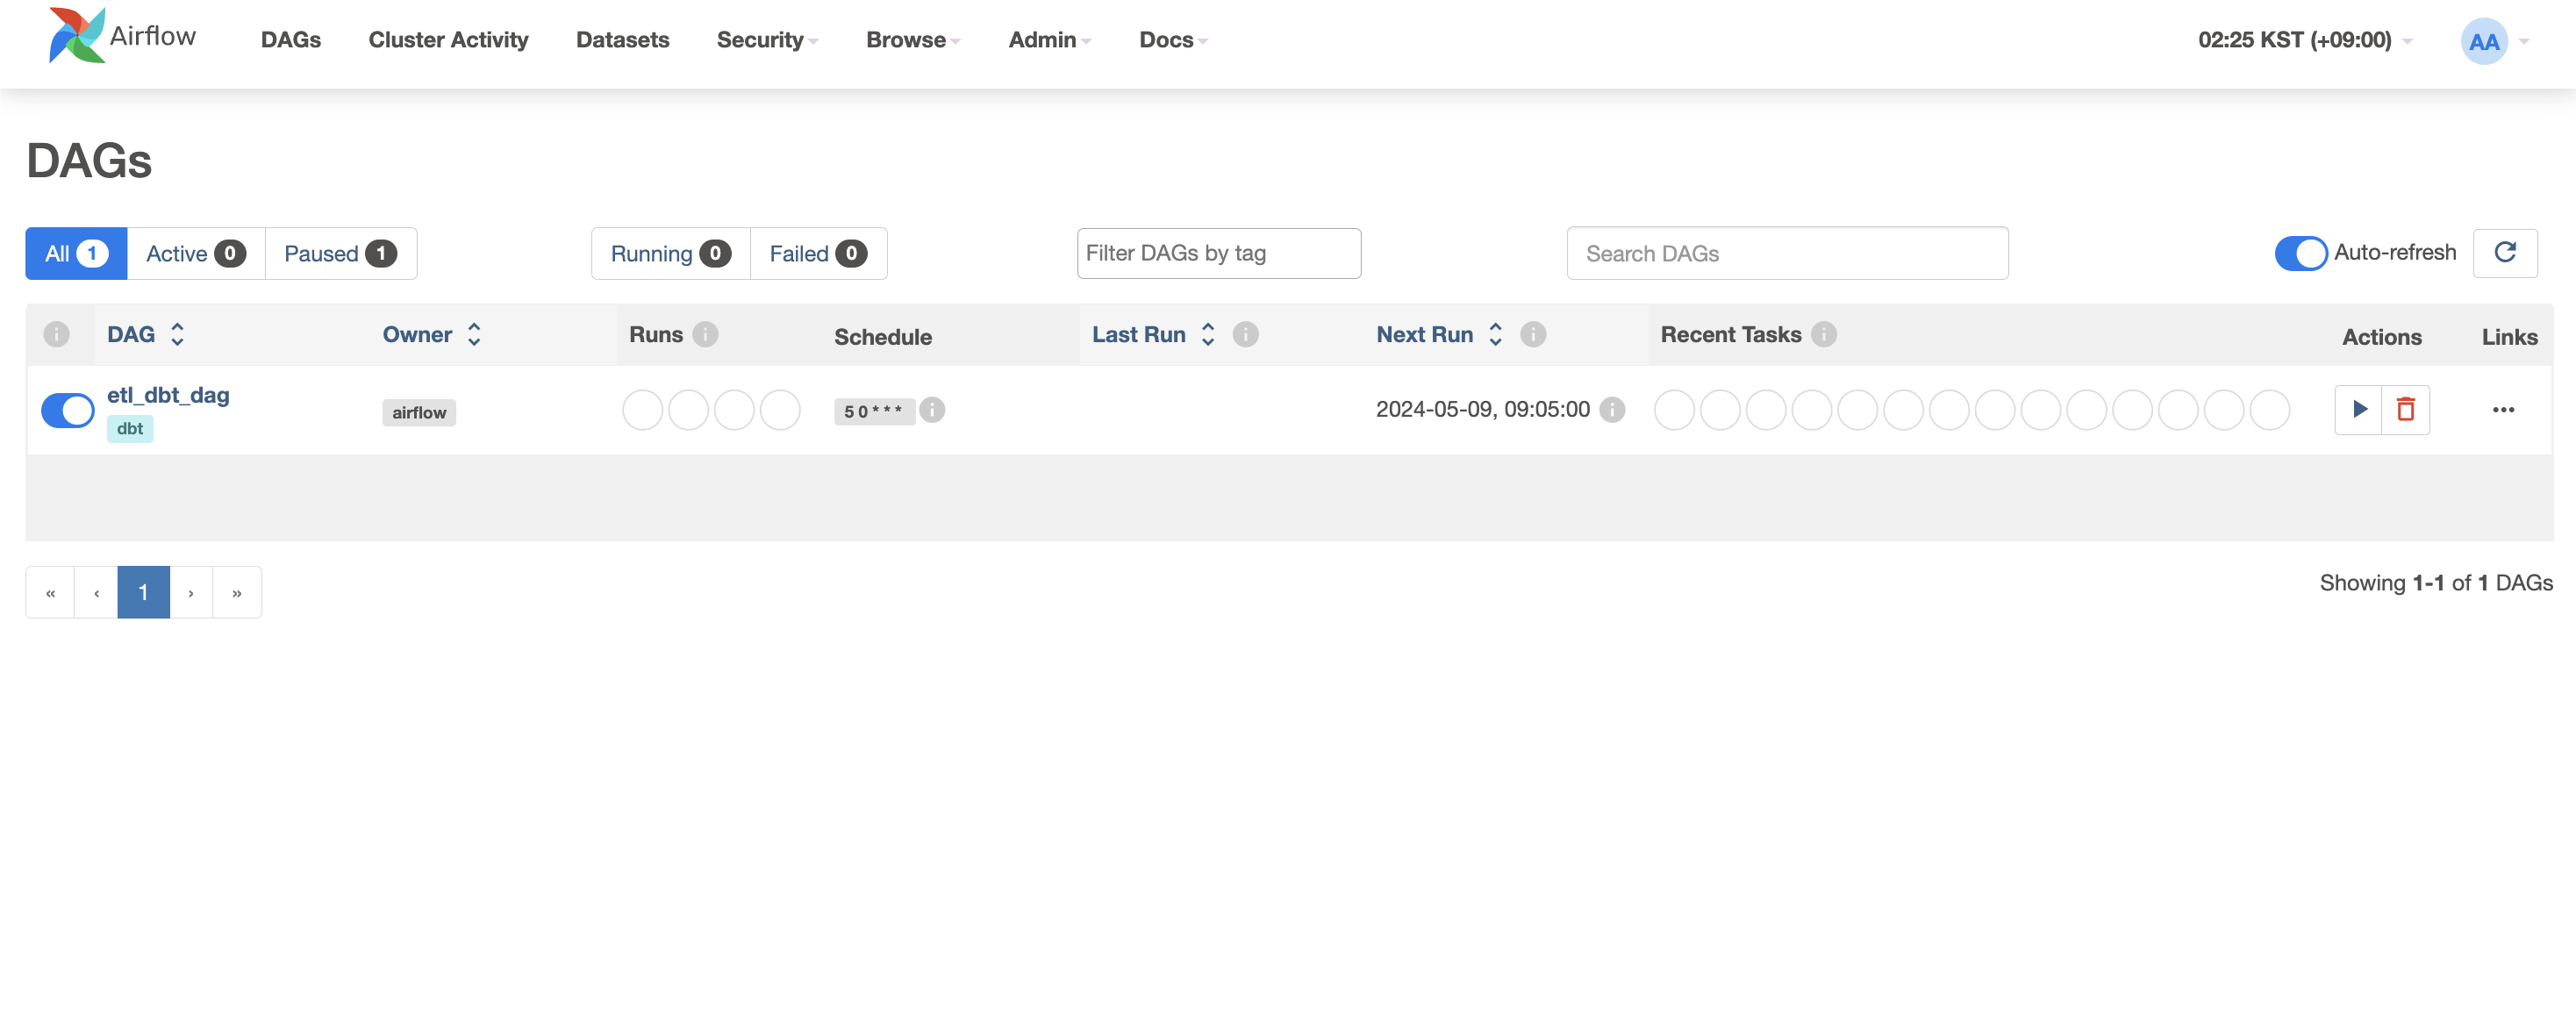 Airflow DAGs Cluster Activity Datasets Security Browse Admin Docs 02:25 KST (+09:00) AA
DAGs
All 1 Active 0 Paused 1 Running 0 Failed 0 Filter DAGs by tag Search DAGs Auto-refresh
i DAG Owner Runs i Schedule Last Run i Next Run i Recent Tasks i Actions Links
etl_dbt_dag airflow 5 0 * * * i 2024-05-09, 09:05:00 i ...
dbt
« ‹ 1 › » Showing 1-1 of 1 DAGs